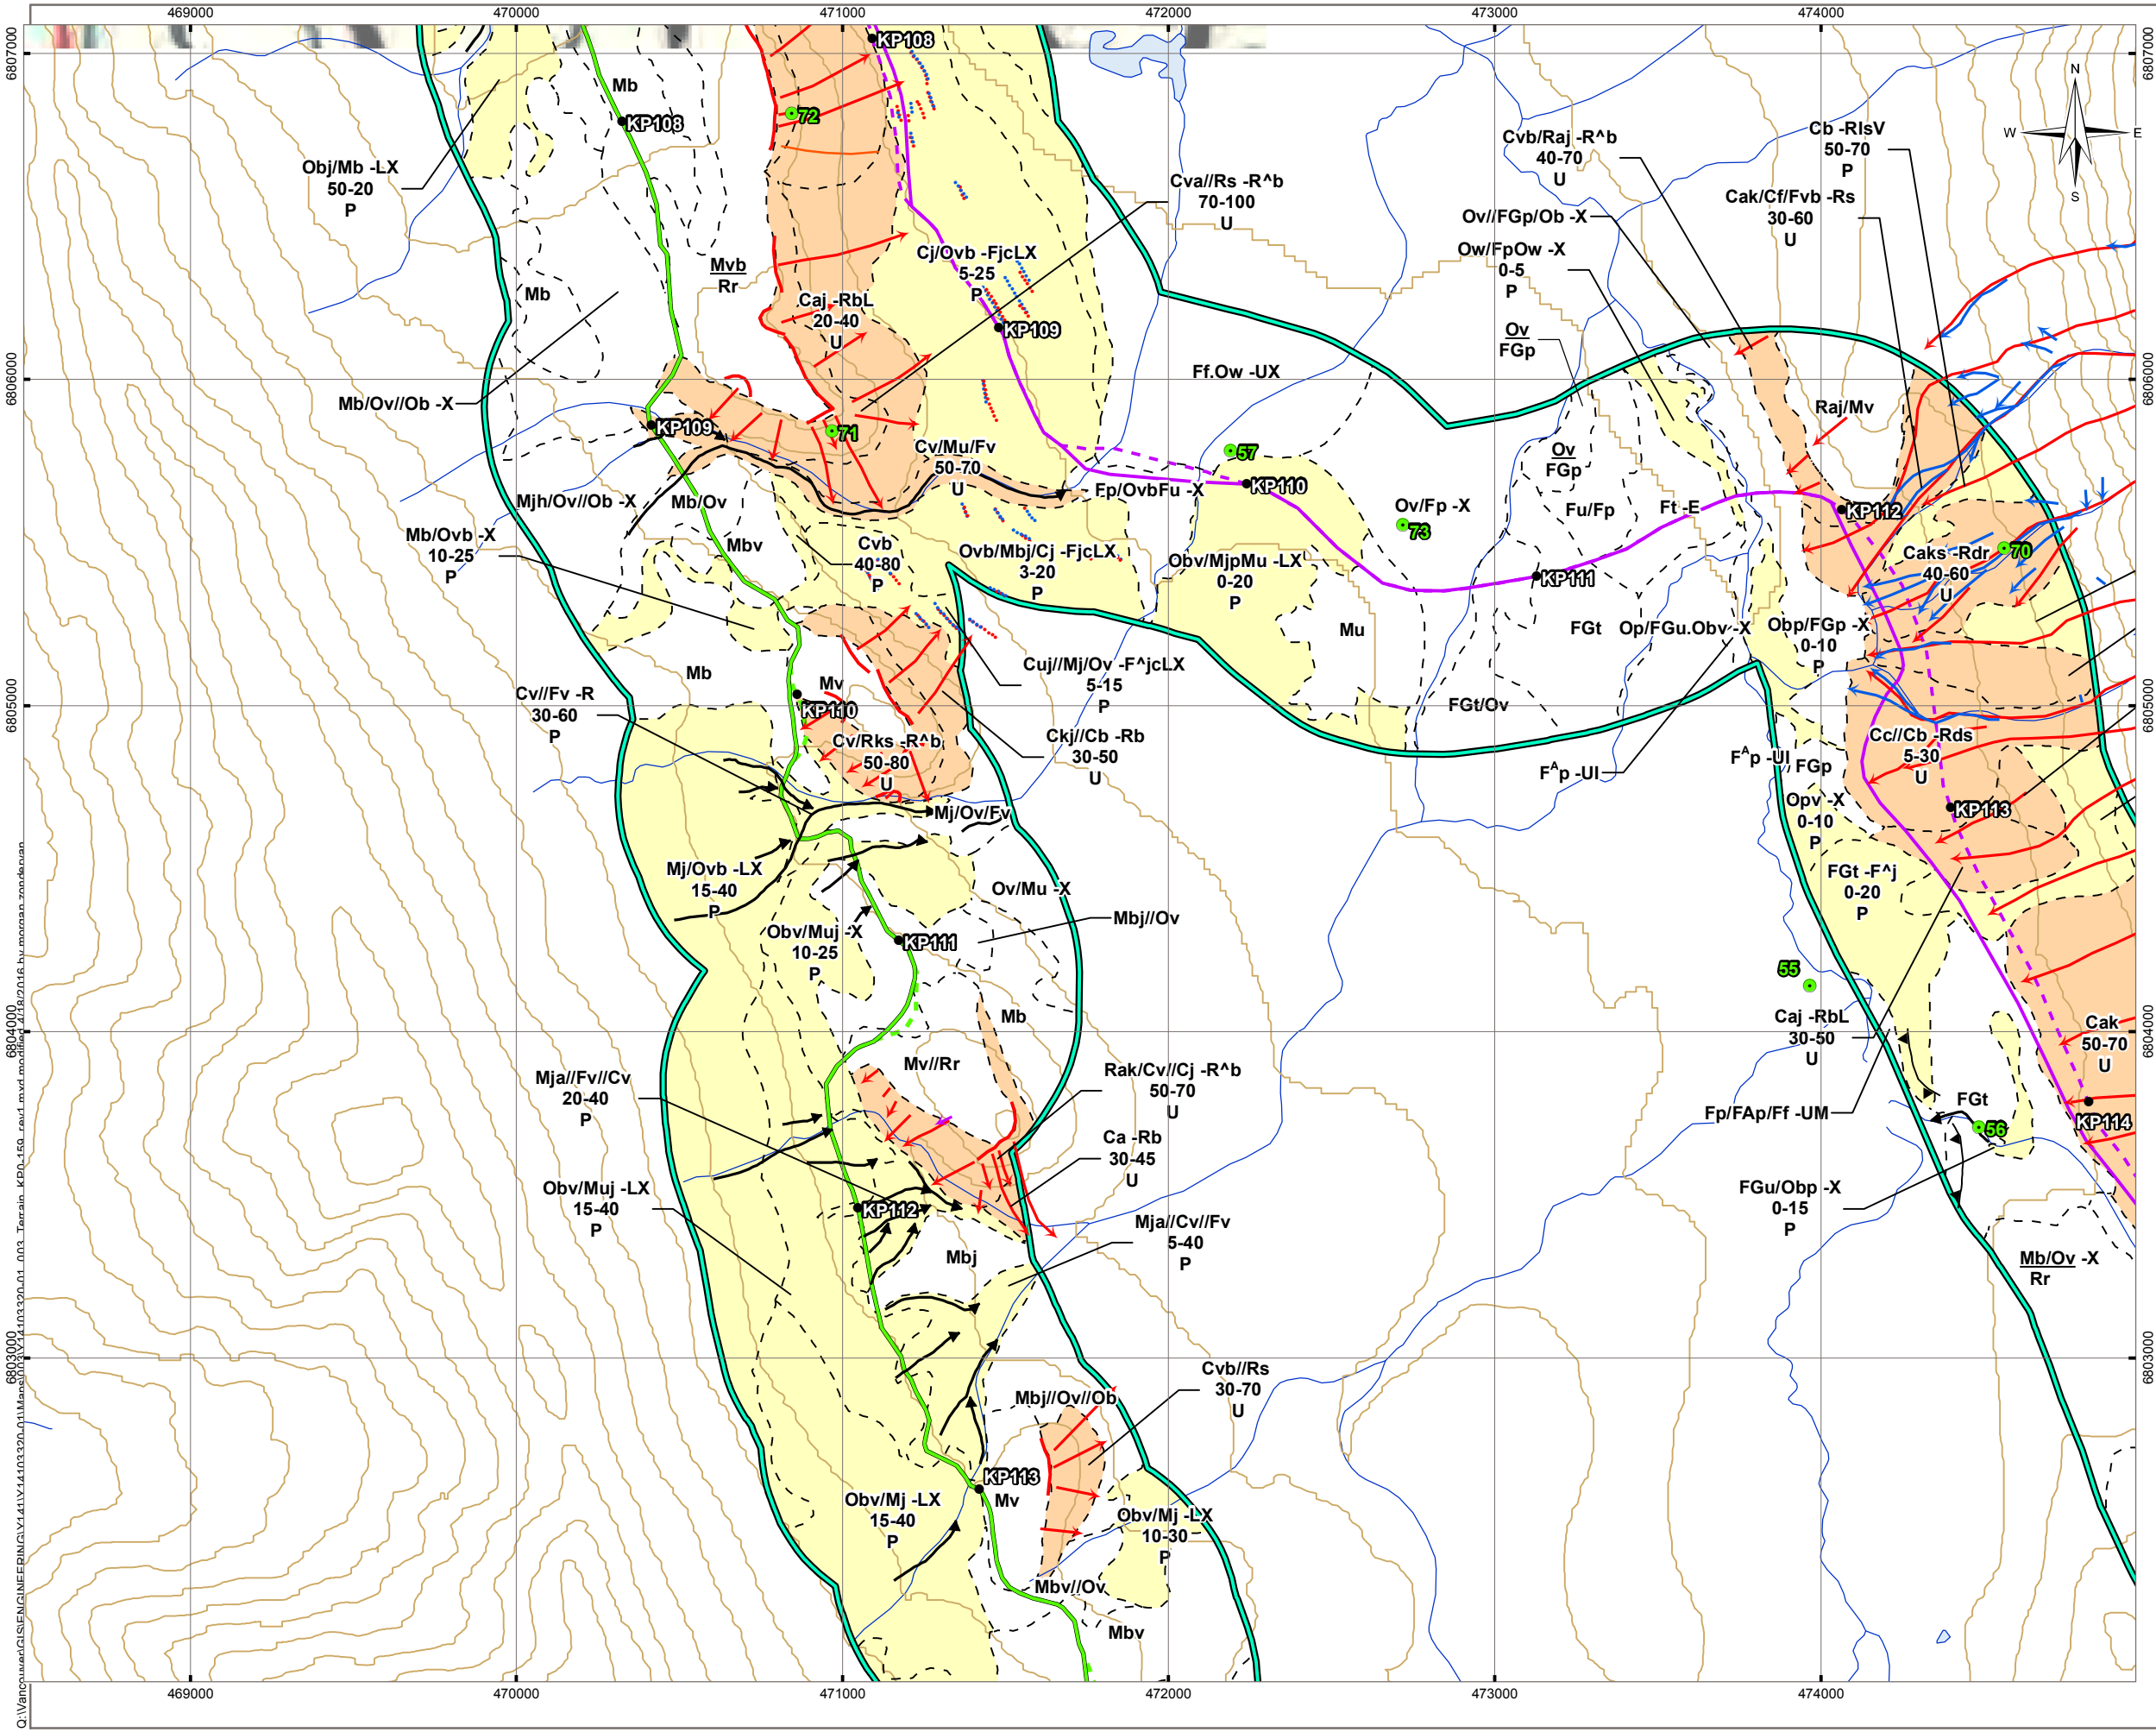 469000
470000
471000
472000
473000
474000
6807000
6807000
KP108
Mb
KP108
72
N
W
E
S
Obj/Mb -LX
50-20
P
Cvb/Raj -R^b
40-70
U
Cb -RIsV
50-70
P
Cva//Rs -R^b
70-100
U
Cak/Cf/Fvb -Rs
30-60
U
Ov//FGp/Ob -X
Ow/FpOw -X
0-5
P
Mvb
Rr
Cj/Ovb -FjcLX
5-25
P
Mb
Caj -RbL
20-40
U
KP109
Ov
FGp
6806000
6806000
Ff.Ow -UX
Mb/Ov//Ob -X
Raj/Mv
KP109
71
Cv/Mu/Fv
50-70
U
57
Ov
FGp
Fp/OvbFu -X
KP110
Mjh/Ov//Ob -X
Mb/Ov
Ov/Fp -X
73
Fu/Fp
Ft -E
KP112
Mb/Ovb -X
10-25
P
Mbv
Cvb
40-80
P
Ovb/Mbj/Cj -FjcLX
3-20
P
Obv/MjpMu -LX
0-20
P
KP111
Caks -Rdr
40-60
U
70
Mu
FGt
Op/FGu.Obv -X
Obp/FGp -X
0-10
P
Mb
Cuj//Mj/Ov -F^jcLX
5-15
P
Cv//Fv -R
30-60
P
Mv
KP110
FGt/Ov
6805000
6805000
Cv/Rks -R^b
50-80
U
Ckj//Cb -Rb
30-50
U
Cc//Cb -Rds
5-30
U
F^Ap -UI
F^Ap -UI
FGp
Opv -X
0-10
P
KP113
Mj/Ov/Fv
Mj/Ovb -LX
15-40
P
Ov/Mu -X
FGt -F^j
0-20
P
Mbj//Ov
Obv/Muj -X
10-25
P
KP111
55
Mb
Caj -RbL
30-50
U
Cak
50-70
U
6804000
6804000
Mv//Rr
Rak/Cv//Cj -R^b
50-70
U
Mja//Fv//Cv
20-40
P
Fp/FAp/Ff -UM
FGt
KP114
56
Ca -Rb
30-45
U
Obv/Muj -LX
15-40
P
KP112
FGu/Obp -X
0-15
P
Mja//Cv//Fv
5-40
P
Mbj
Mb/Ov -X
Rr
6803000
6803000
Cvb//Rs
30-70
U
Mbj//Ov//Ob
KP113
Mv
Obv/Mj -LX
15-40
P
Obv/Mj -LX
10-30
P
Mbv//Ov
Mbv
469000
470000
471000
472000
473000
474000